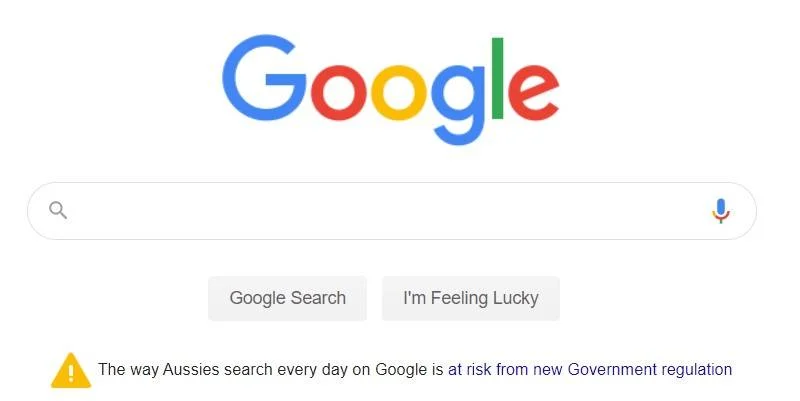 Google
Google Search
I'm Feeling Lucky
The way Aussies search every day on Google is at risk from new Government regulation